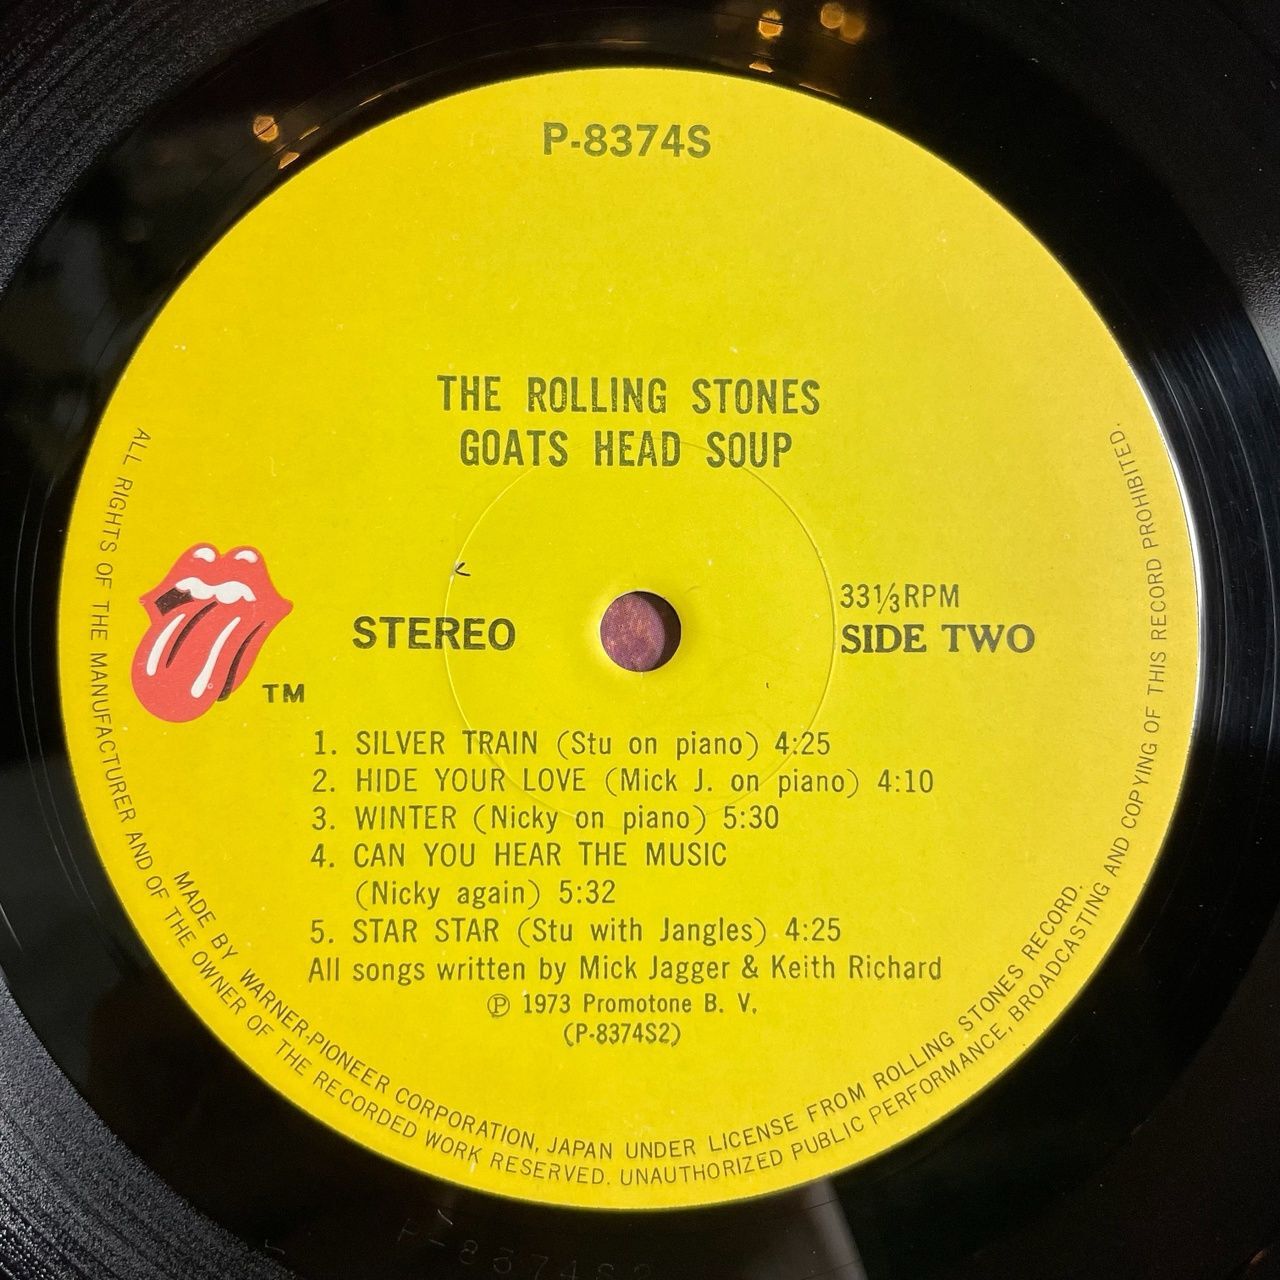 P-8374S
THE ROLLING STONES
GOATS HEAD SOUP
STEREO
33⅓RPM
SIDE TWO
TM
1. SILVER TRAIN (Stu on piano) 4:25
2. HIDE YOUR LOVE (Mick J. on piano) 4:10
3. WINTER (Nicky on piano) 5:30
4. CAN YOU HEAR THE MUSIC
(Nicky again) 5:32
5. STAR STAR (Stu with Jangles) 4:25
All songs written by Mick Jagger & Keith Richard
Ⓟ 1973 Promotone B. V.
(P-8374S2)
MADE BY WARNER-PIONEER CORPORATION, JAPAN UNDER LICENSE FROM ROLLING STONES RECORD.
ALL RIGHTS OF THE MANUFACTURER AND OF THE OWNER OF THE RECORDED WORK RESERVED. UNAUTHORIZED PUBLIC PERFORMANCE, BROADCASTING AND COPYING OF THIS RECORD PROHIBITED.
P-8374S2